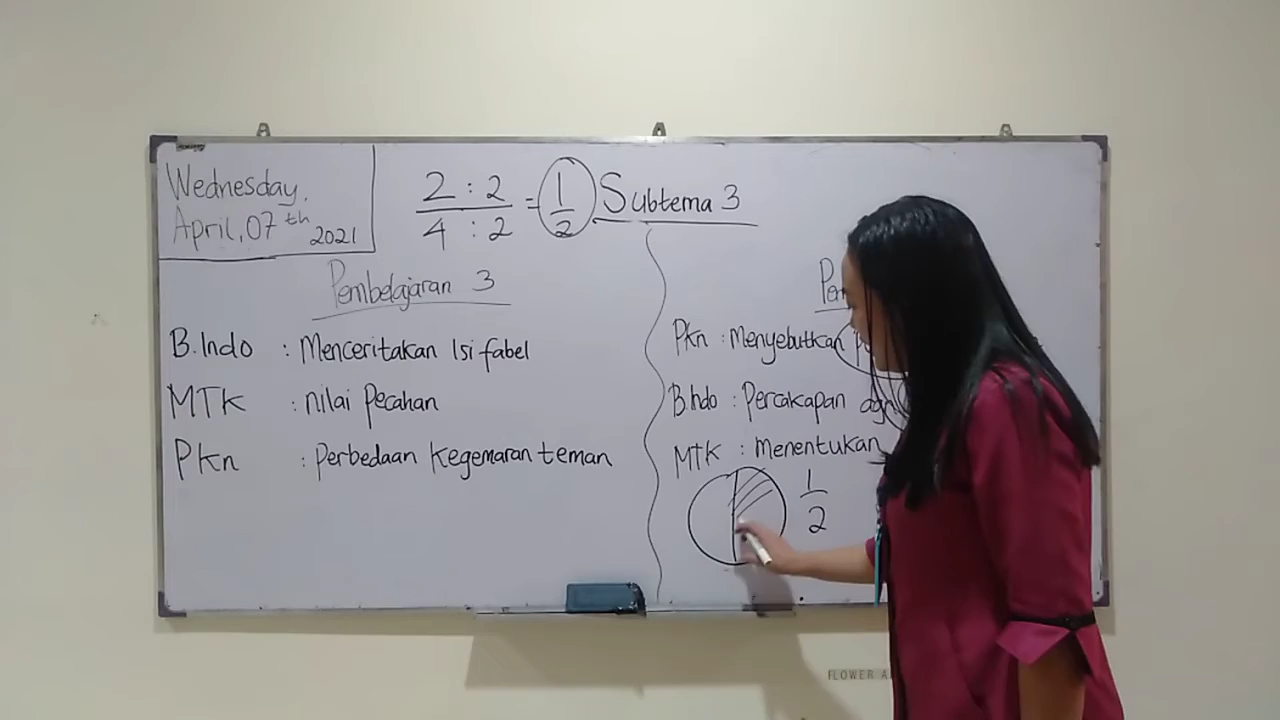 Wednesday,
April, 07th
2021
2 : 2
4 : 2
= 1
2
Subtema 3
Pembelajaran 3
B.Indo : Menceritakan Isi fabel
MTK : nilai Pecahan
PKn : Perbedaan Kegemaran teman
Pkn : Menyebutkan
B.Indo : Percakapan
MTK : Menentukan
1
2
FLOWER